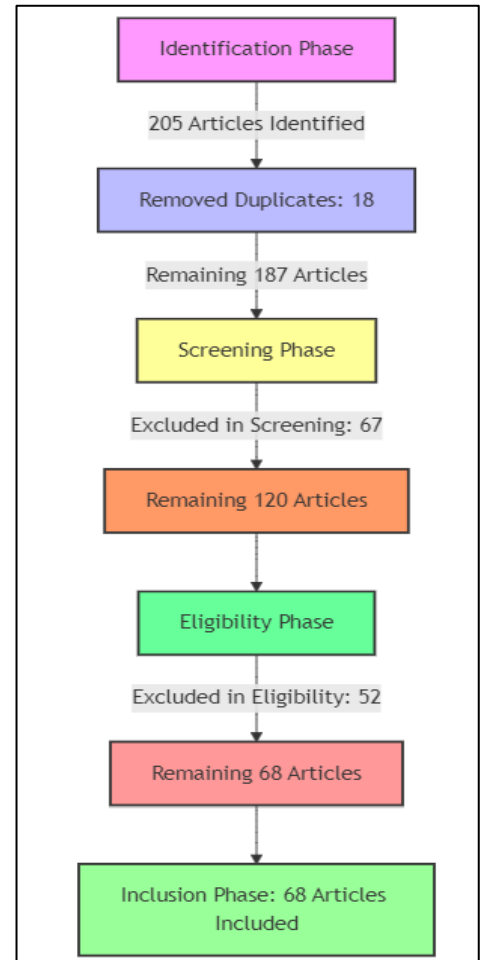 Identification Phase
205 Articles Identified
Removed Duplicates: 18
Remaining 187 Articles
Screening Phase
Excluded in Screening: 67
Remaining 120 Articles
Eligibility Phase
Excluded in Eligibility: 52
Remaining 68 Articles
Inclusion Phase: 68 Articles
Included